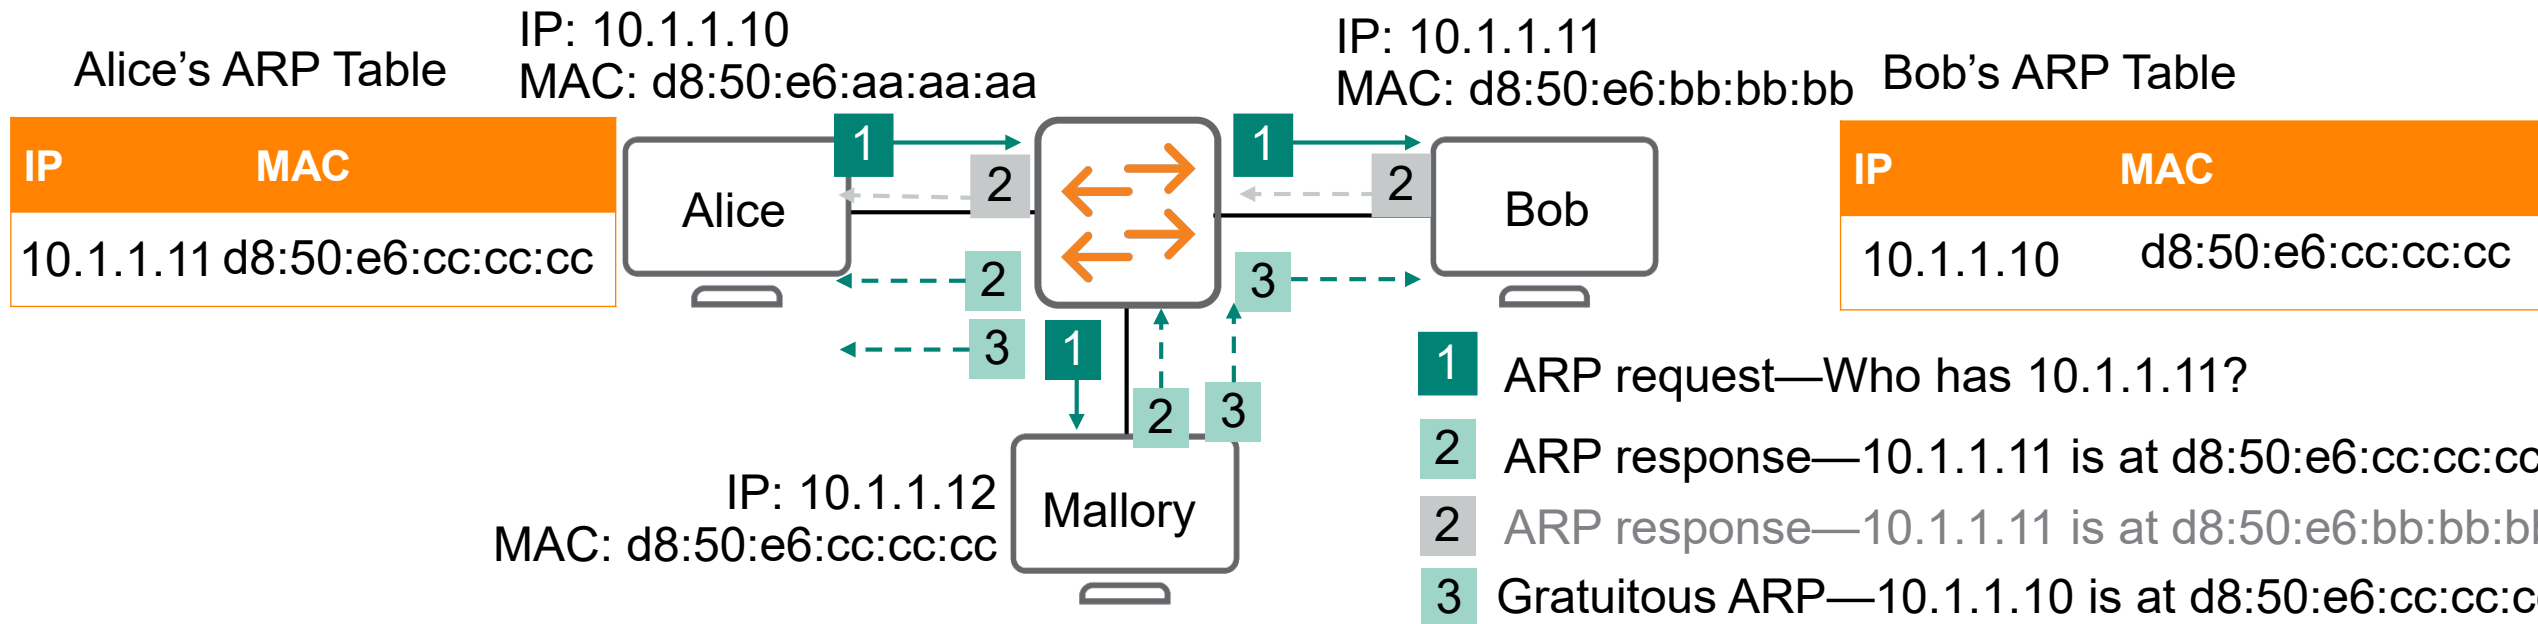 Alice’s ARP Table
IP: 10.1.1.10
MAC: d8:50:e6:aa:aa:aa
IP: 10.1.1.11
MAC: d8:50:e6:bb:bb:bb
Bob’s ARP Table
IP MAC
10.1.1.11 d8:50:e6:cc:cc:cc
Alice
1
2
1
2
Bob
IP MAC
10.1.1.10 d8:50:e6:cc:cc:cc
2
3
3
1
2
3
IP: 10.1.1.12
MAC: d8:50:e6:cc:cc:cc
Mallory
1 ARP request—Who has 10.1.1.11?
2 ARP response—10.1.1.11 is at d8:50:e6:cc:cc:cc
2 ARP response—10.1.1.11 is at d8:50:e6:bb:bb:bb
3 Gratuitous ARP—10.1.1.10 is at d8:50:e6:cc:cc:cc